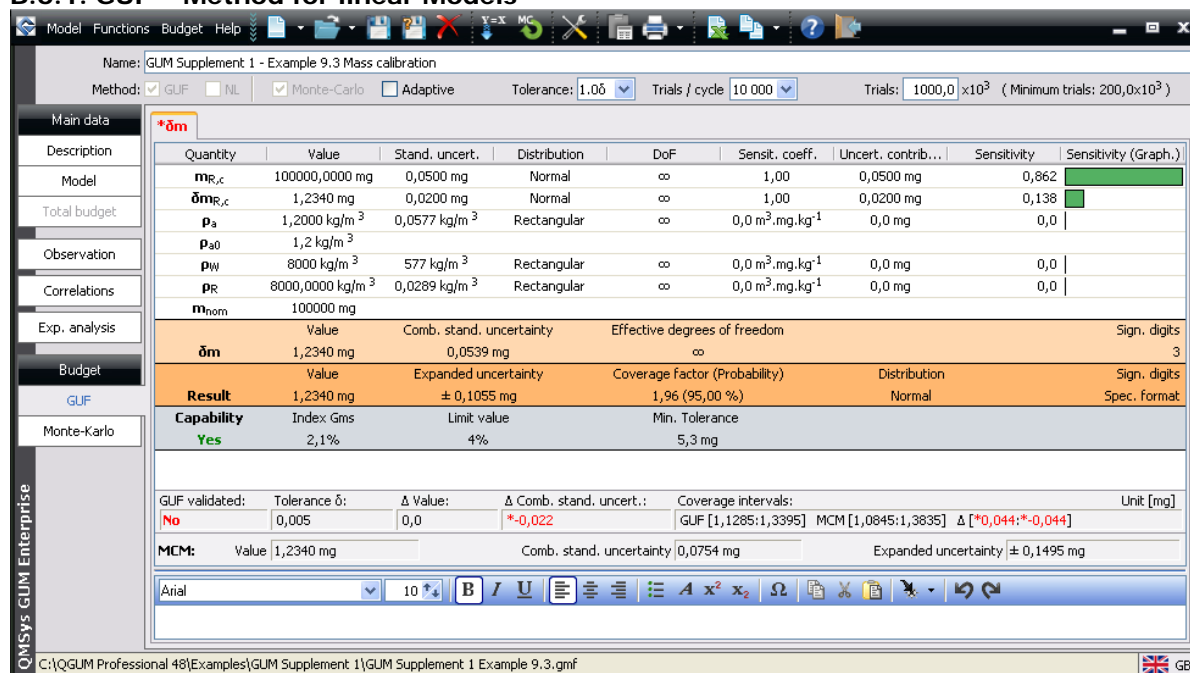 Model Functions Budget Help
Name: GUM Supplement 1 - Example 9.3 Mass calibration
Method: GUF NL Monte-Carlo Adaptive Tolerance: 1.0δ Trials / cycle 10 000 Trials: 1000,0 x10³ ( Minimum trials: 200,0x10³ )
Main data
Description
Model
Total budget
Observation
Correlations
Exp. analysis
Budget
GUF
Monte-Karlo
*δm
Quantity Value Stand. uncert. Distribution DoF Sensit. coeff. Uncert. contrib... Sensitivity Sensitivity (Graph.)
mR,c 100000,0000 mg 0,0500 mg Normal ∞ 1,00 0,0500 mg 0,862
δmR,c 1,2340 mg 0,0200 mg Normal ∞ 1,00 0,0200 mg 0,138
ρa 1,2000 kg/m ³ 0,0577 kg/m ³ Rectangular ∞ 0,0 m³.mg.kg⁻¹ 0,0 mg 0,0
ρa0 1,2 kg/m ³
ρW 8000 kg/m ³ 577 kg/m ³ Rectangular ∞ 0,0 m³.mg.kg⁻¹ 0,0 mg 0,0
ρR 8000,0000 kg/m ³ 0,0289 kg/m ³ Rectangular ∞ 0,0 m³.mg.kg⁻¹ 0,0 mg 0,0
mnom 100000 mg
Value Comb. stand. uncertainty Effective degrees of freedom Sign. digits
δm 1,2340 mg 0,0539 mg ∞ 3
Value Expanded uncertainty Coverage factor (Probability) Distribution Sign. digits
Result 1,2340 mg ± 0,1055 mg 1,96 (95,00 %) Normal Spec. format
Capability Index Gms Limit value Min. Tolerance
Yes 2,1% 4% 5,3 mg
GUF validated: Tolerance δ: Δ Value: Δ Comb. stand. uncert.: Coverage intervals: Unit [mg]
No 0,005 0,0 *-0,022 GUF [1,1285:1,3395] MCM [1,0845:1,3835] Δ [*0,044:*-0,044]
MCM: Value 1,2340 mg Comb. stand. uncertainty 0,0754 mg Expanded uncertainty ± 0,1495 mg
Arial 10 B I U A x² x₂ Ω
QMSys GUM Enterprise
C:\QGUM Professional 48\Examples\GUM Supplement 1\GUM Supplement 1 Example 9.3.gmf GB